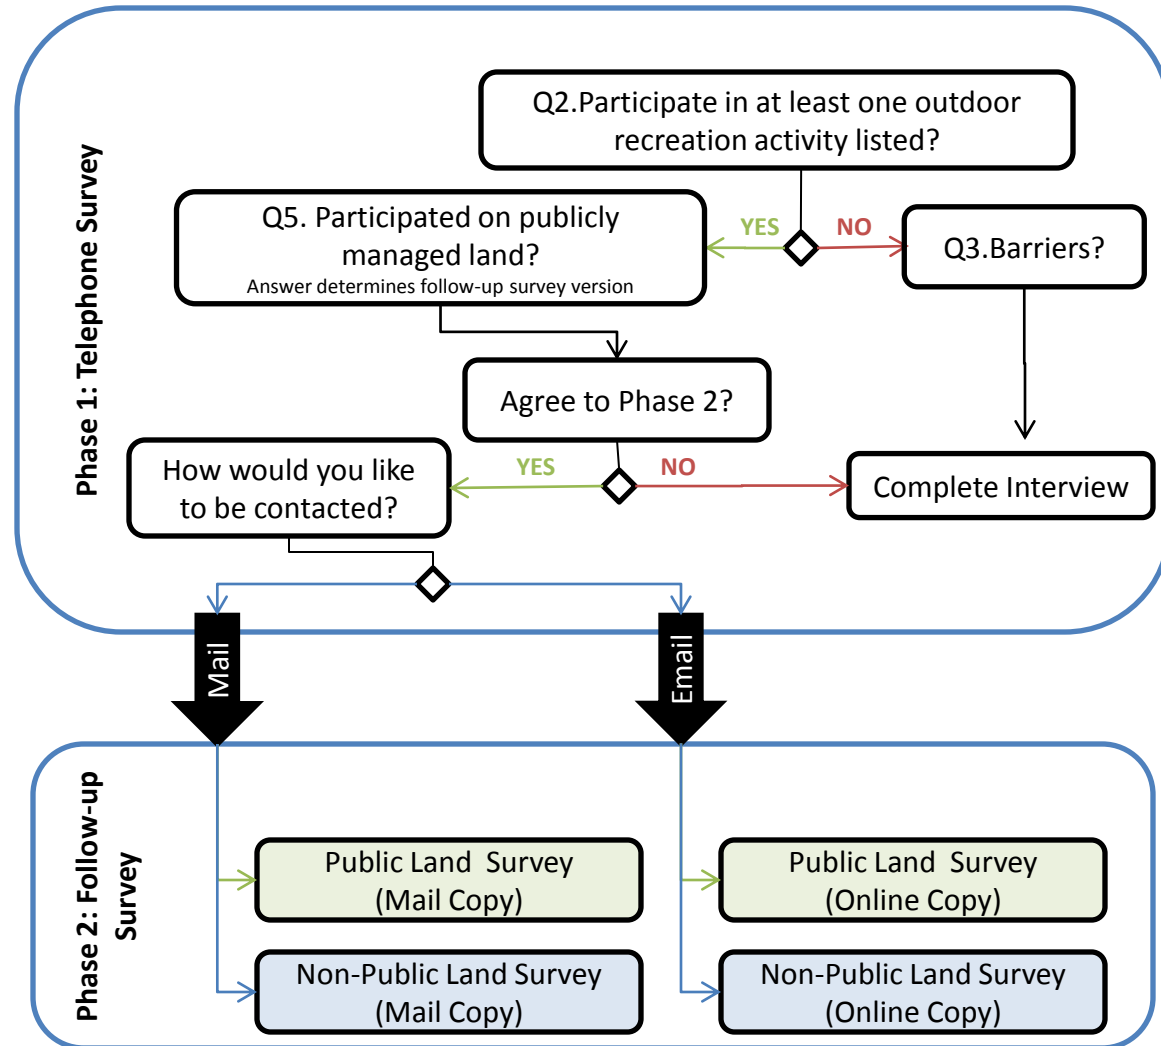 Phase 1: Telephone Survey
Q2.Participate in at least one outdoor
recreation activity listed?
YES
NO
Q5. Participated on publicly
managed land?
Answer determines follow-up survey version
Q3.Barriers?
Agree to Phase 2?
YES
NO
How would you like
to be contacted?
Complete Interview
Mail
Email
Phase 2: Follow-up
Survey
Public Land  Survey
(Mail Copy)
Public Land  Survey
(Online Copy)
Non-Public Land Survey
(Mail Copy)
Non-Public Land Survey
(Online Copy)